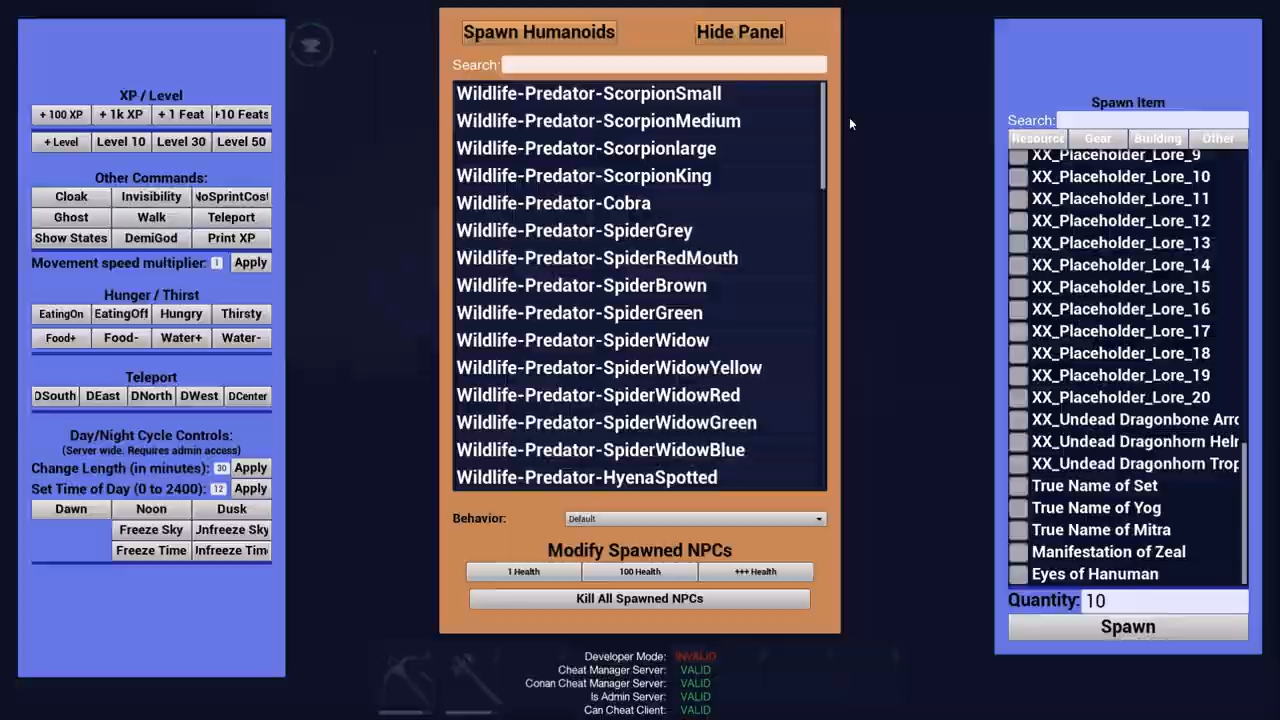 XP / Level
+ 100 XP + 1k XP + 1 Feat +10 Feats
+ Level Level 10 Level 30 Level 50
Other Commands:
Cloak Invisibility NoSprintCost
Ghost Walk Teleport
Show States DemiGod Print XP
Movement speed multiplier: 1 Apply
Hunger / Thirst
EatingOn EatingOff Hungry Thirsty
Food+ Food- Water+ Water-
Teleport
DSouth DEast DNorth DWest DCenter
Day/Night Cycle Controls:
(Server wide. Requires admin access)
Change Length (in minutes): 30 Apply
Set Time of Day (0 to 2400): 12 Apply
Dawn Noon Dusk
Freeze Sky Unfreeze Sky
Freeze Time Unfreeze Time
Spawn Humanoids Hide Panel
Search:
Wildlife-Predator-ScorpionSmall
Wildlife-Predator-ScorpionMedium
Wildlife-Predator-Scorpionlarge
Wildlife-Predator-ScorpionKing
Wildlife-Predator-Cobra
Wildlife-Predator-SpiderGrey
Wildlife-Predator-SpiderRedMouth
Wildlife-Predator-SpiderBrown
Wildlife-Predator-SpiderGreen
Wildlife-Predator-SpiderWidow
Wildlife-Predator-SpiderWidowYellow
Wildlife-Predator-SpiderWidowRed
Wildlife-Predator-SpiderWidowGreen
Wildlife-Predator-SpiderWidowBlue
Wildlife-Predator-HyenaSpotted
Behavior: Default
Modify Spawned NPCs
1 Health 100 Health +++ Health
Kill All Spawned NPCs
Developer Mode: INVALID
Cheat Manager Server: VALID
Conan Cheat Manager Server: VALID
Is Admin Server: VALID
Can Cheat Client: VALID
Spawn Item
Search:
Resource Gear Building Other
XX_Placeholder_Lore_9
XX_Placeholder_Lore_10
XX_Placeholder_Lore_11
XX_Placeholder_Lore_12
XX_Placeholder_Lore_13
XX_Placeholder_Lore_14
XX_Placeholder_Lore_15
XX_Placeholder_Lore_16
XX_Placeholder_Lore_17
XX_Placeholder_Lore_18
XX_Placeholder_Lore_19
XX_Placeholder_Lore_20
XX_Undead Dragonbone Arrc
XX_Undead Dragonhorn Helr
XX_Undead Dragonhorn Trop
True Name of Set
True Name of Yog
True Name of Mitra
Manifestation of Zeal
Eyes of Hanuman
Quantity: 10
Spawn